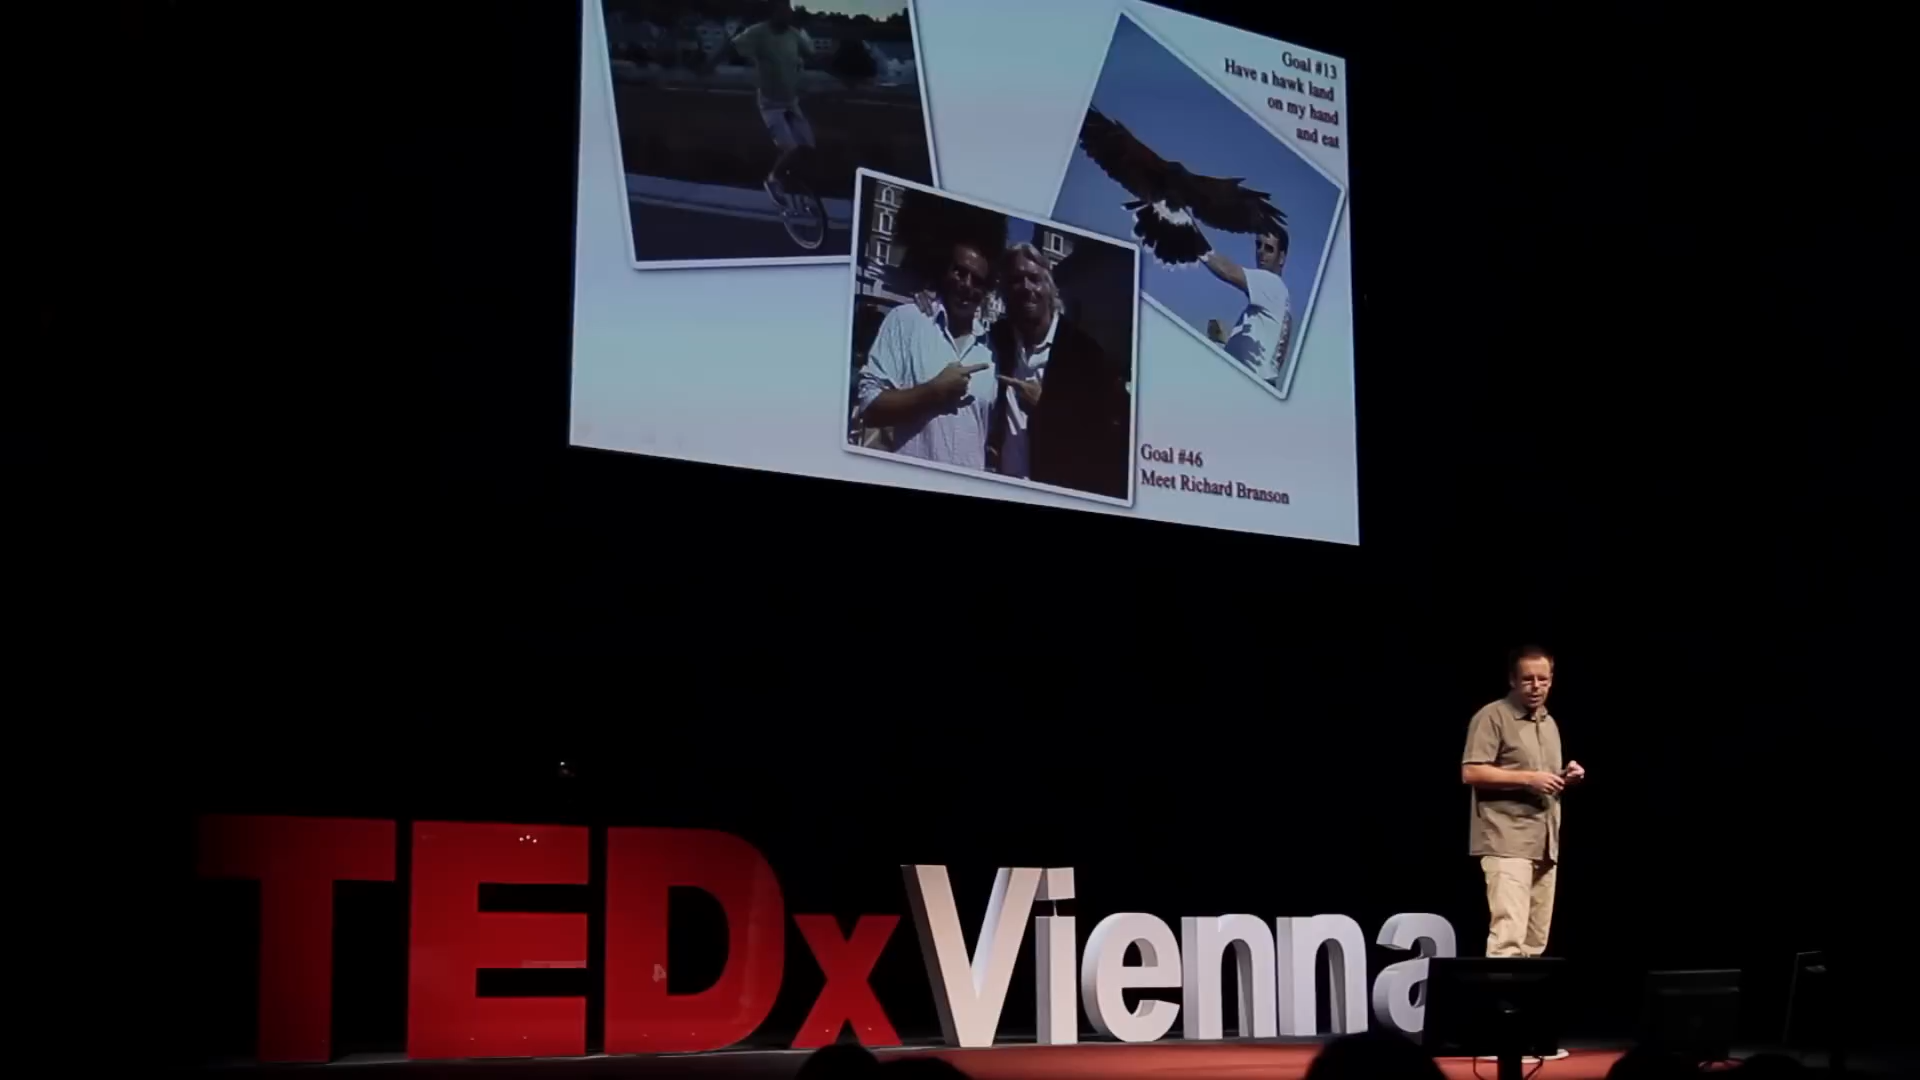 Goal #13
Have a hawk land
on my hand
and eat
Goal #46
Meet Richard Branson
TEDxVienna